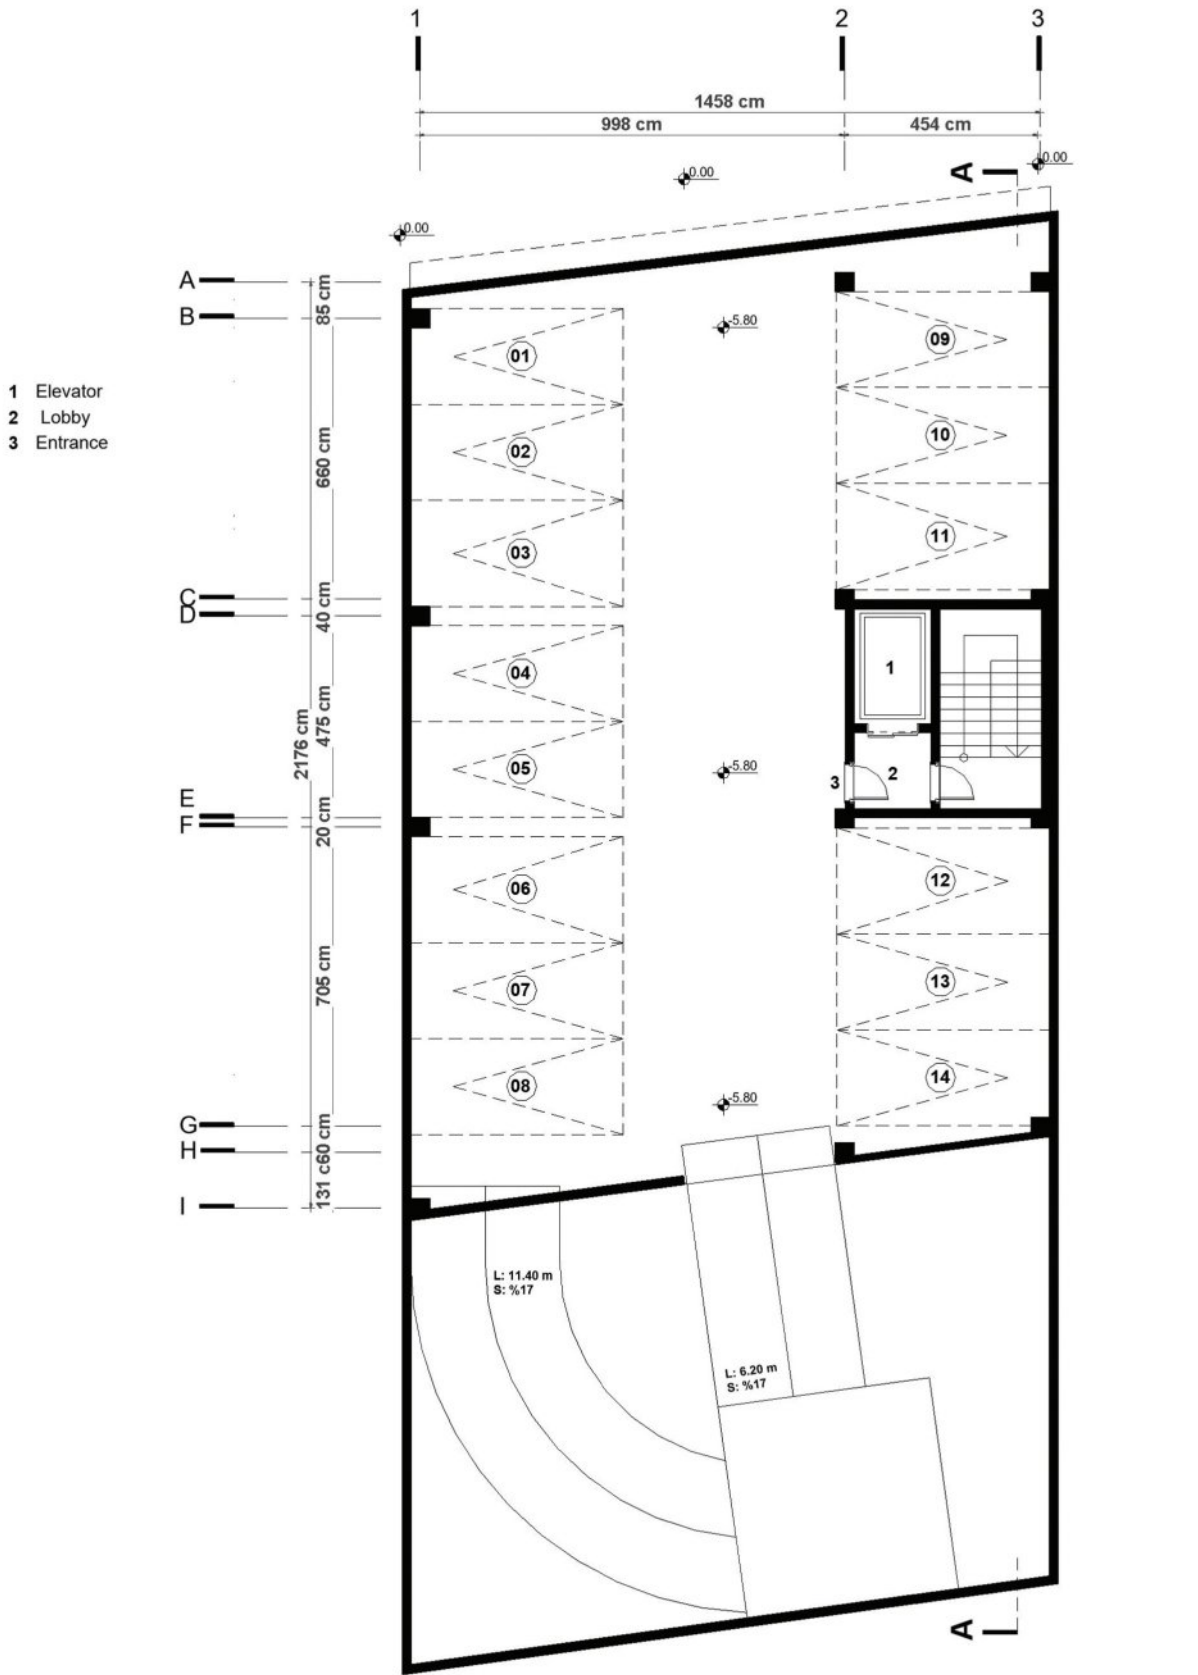 1 2 3
1458 cm
998 cm 454 cm
0.00
0.00
A
0.00
A
B
85 cm
-5.80
01
09
1 Elevator
2 Lobby
3 Entrance
02
10
660 cm
03
11
C
D
40 cm
04
1
475 cm
2176 cm
05
-5.80
2
3
E
F
20 cm
06
12
07
13
705 cm
08
14
-5.80
G
H
60 cm
I
131 c
L: 11.40 m
S: %17
L: 6.20 m
S: %17
A